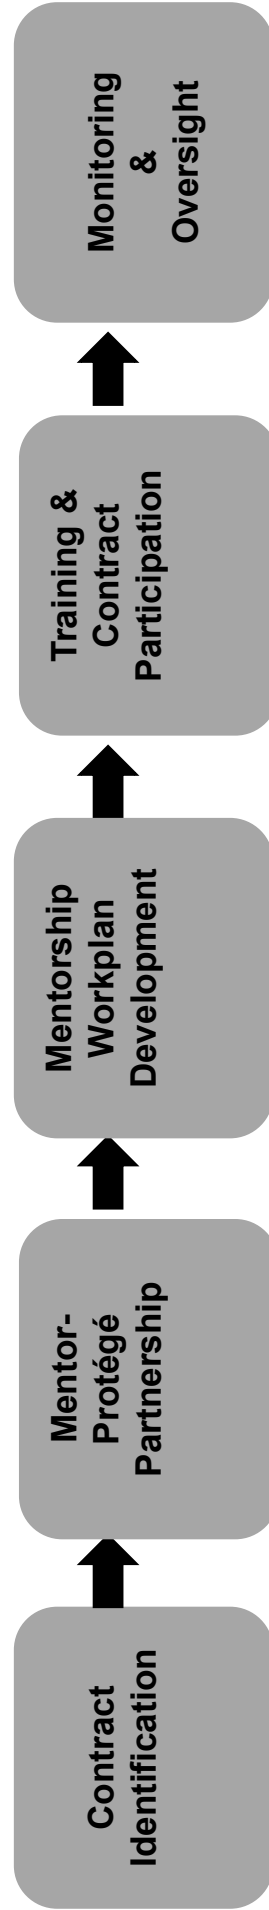 Contract
Identification
Mentor-
Protégé
Partnership
Mentorship
Workplan
Development
Training &
Contract
Participation
Monitoring
&
Oversight